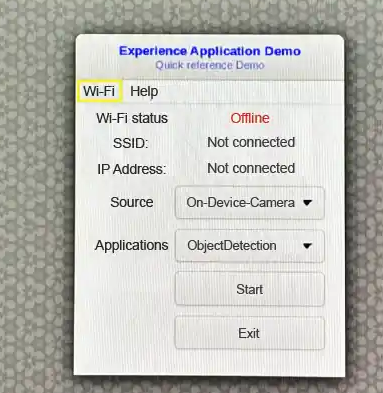 Experience Application Demo
Quick reference Demo
Wi-Fi Help
Wi-Fi status Offline
SSID: Not connected
IP Address: Not connected
Source On-Device-Camera
Applications ObjectDetection
Start
Exit